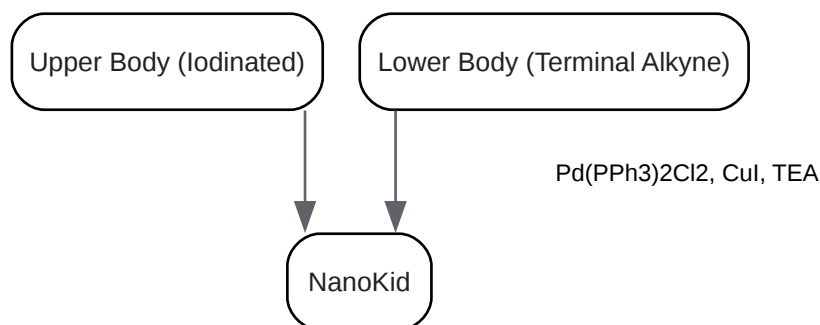 Upper Body (Iodinated)
Lower Body (Terminal Alkyne)
Pd(PPh3)2Cl2, CuI, TEA
NanoKid